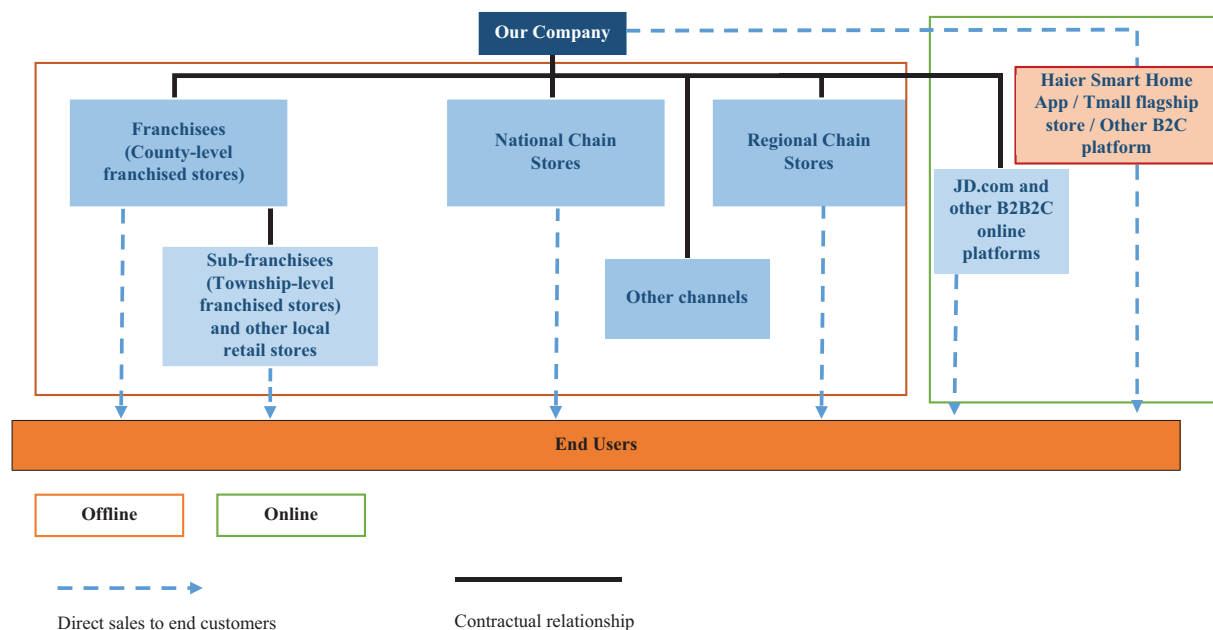 Our Company
Haier Smart Home
App / Tmall flagship
store / Other B2C
platform
Franchisees
(County-level
franchised stores)
National Chain
Stores
Regional Chain
Stores
JD.com and
other B2B2C
online
platforms
Sub-franchisees
(Township-level
franchised stores)
and other local
retail stores
Other channels
End Users
Offline
Online
Direct sales to end customers
Contractual relationship